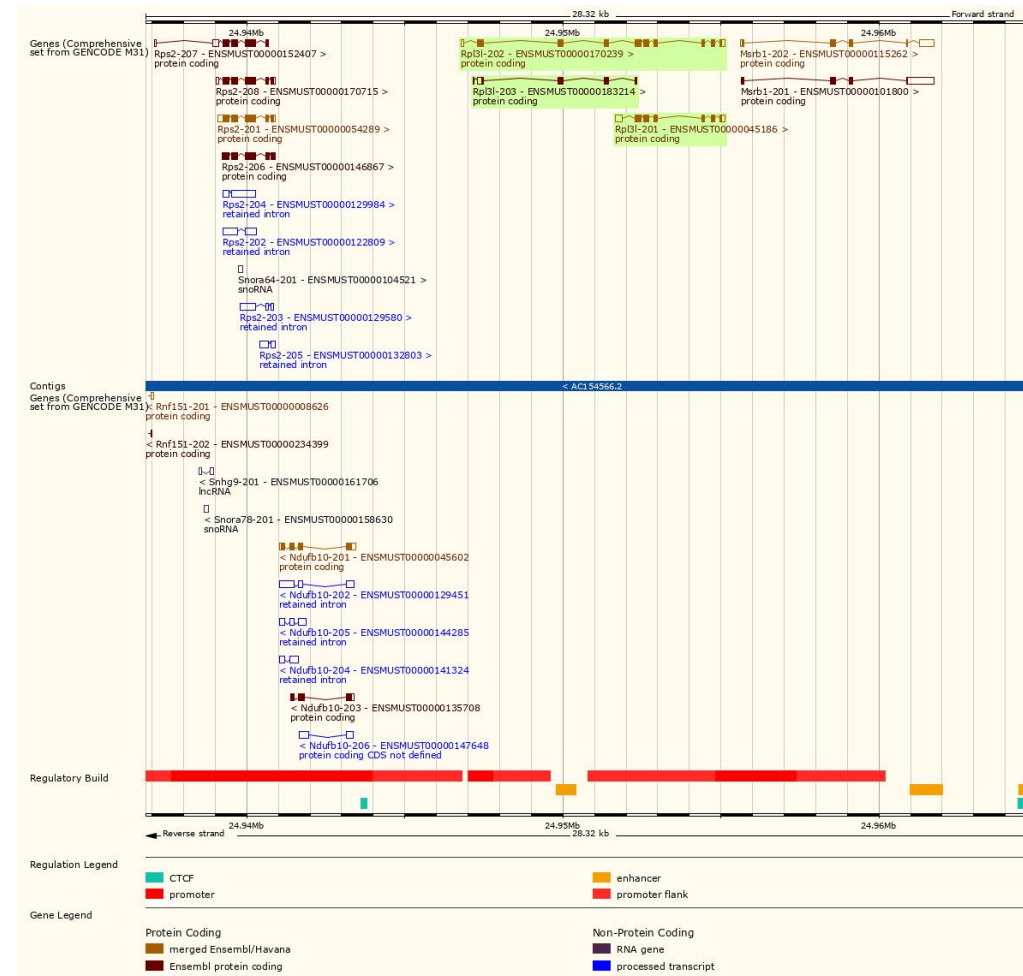 28.32 kb
Forward strand
24.94Mb 24.95Mb 24.96Mb
Genes (Comprehensive
set from GENCODE M31)
Rps2-207 - ENSMUST00000152407 >
protein coding
Rpl3l-202 - ENSMUST00000170239 >
protein coding
Msrb1-202 - ENSMUST00000115262 >
protein coding
Rps2-208 - ENSMUST00000170715 >
protein coding
Rpl3l-203 - ENSMUST00000183214 >
protein coding
Msrb1-201 - ENSMUST00000101800 >
protein coding
Rps2-201 - ENSMUST00000054289 >
protein coding
Rpl3l-201 - ENSMUST00000045186 >
protein coding
Rps2-206 - ENSMUST00000146867 >
protein coding
Rps2-204 - ENSMUST00000129984 >
retained intron
Rps2-202 - ENSMUST00000122809 >
retained intron
Snora64-201 - ENSMUST00000104521 >
snoRNA
Rps2-203 - ENSMUST00000129580 >
retained intron
Rps2-205 - ENSMUST00000132803 >
retained intron
Contigs
< AC154566.2
Genes (Comprehensive
set from GENCODE M31)
< Rnf151-201 - ENSMUST00000008626
protein coding
< Rnf151-202 - ENSMUST00000234399
protein coding
< Snhg9-201 - ENSMUST00000161706
lncRNA
< Snora78-201 - ENSMUST00000158630
snoRNA
< Ndufb10-201 - ENSMUST00000045602
protein coding
< Ndufb10-202 - ENSMUST00000129451
retained intron
< Ndufb10-205 - ENSMUST00000144285
retained intron
< Ndufb10-204 - ENSMUST00000141324
retained intron
< Ndufb10-203 - ENSMUST00000135708
protein coding
< Ndufb10-206 - ENSMUST00000147648
protein coding CDS not defined
Regulatory Build
24.94Mb 24.95Mb 24.96Mb
Reverse strand
28.32 kb
Regulation Legend
CTCF
enhancer
promoter
promoter flank
Gene Legend
Protein Coding
Non-Protein Coding
merged Ensembl/Havana
RNA gene
Ensembl protein coding
processed transcript